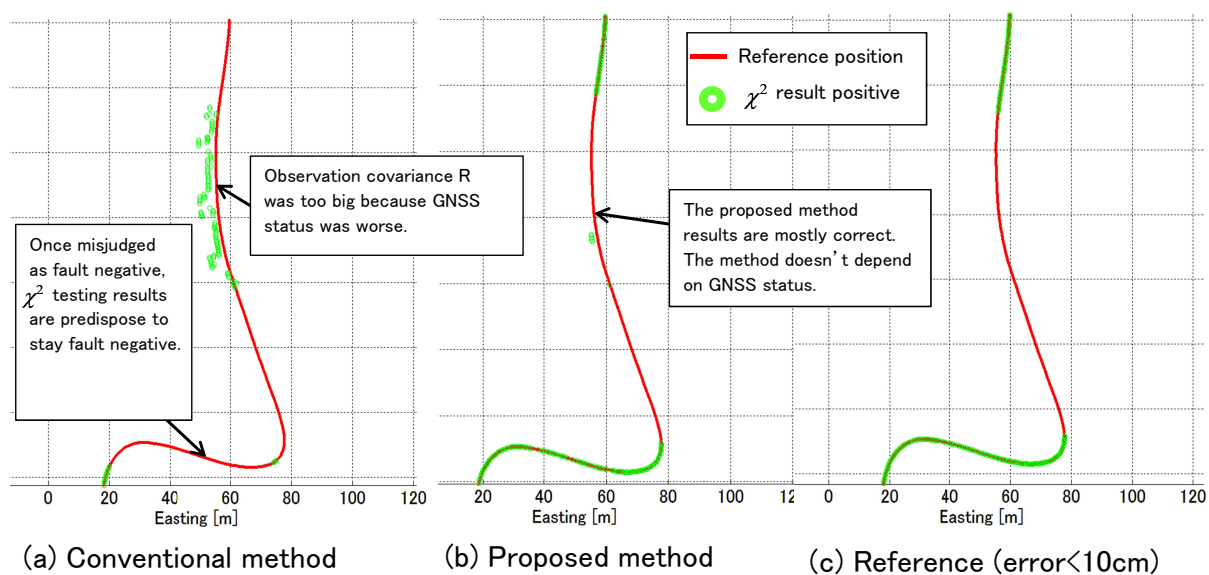 Reference position
χ² result positive
Observation covariance R
was too big because GNSS
status was worse.
Once misjudged
as fault negative,
χ² testing results
are predispose to
stay fault negative.
The proposed method
results are mostly correct.
The method doesn't depend
on GNSS status.
0 20 40 60 80 100 120
Easting [m]
20 40 60 80 100 12
Easting [m]
0 20 40 60 80 100 120
Easting [m]
(a) Conventional method
(b) Proposed method
(c) Reference (error<10cm)